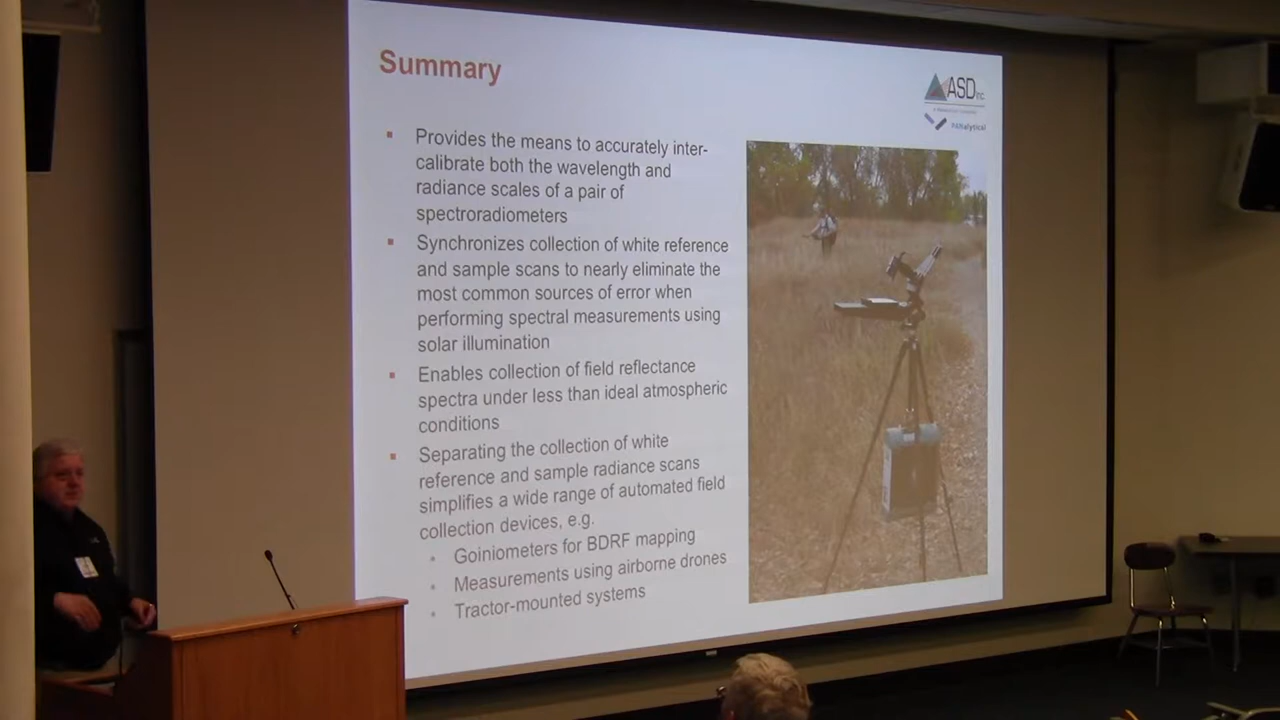 Summary
ASD Inc.
PANalytical
Provides the means to accurately inter-
calibrate both the wavelength and
radiance scales of a pair of
spectroradiometers
Synchronizes collection of white reference
and sample scans to nearly eliminate the
most common sources of error when
performing spectral measurements using
solar illumination
Enables collection of field reflectance
spectra under less than ideal atmospheric
conditions
Separating the collection of white
reference and sample radiance scans
simplifies a wide range of automated field
collection devices, e.g.
Goiniometers for BDRF mapping
Measurements using airborne drones
Tractor-mounted systems